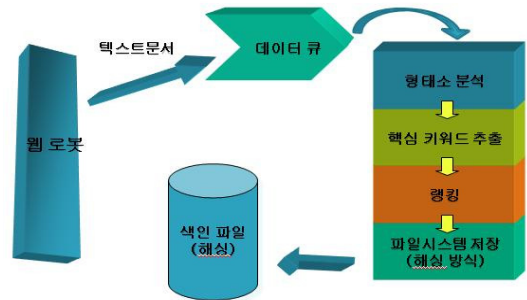 텍스트문서
데이터 큐
웹 로봇
형태소 분석
핵심 키워드 추출
랭킹
파일시스템 저장
(해싱 방식)
색인 파일
(해싱)